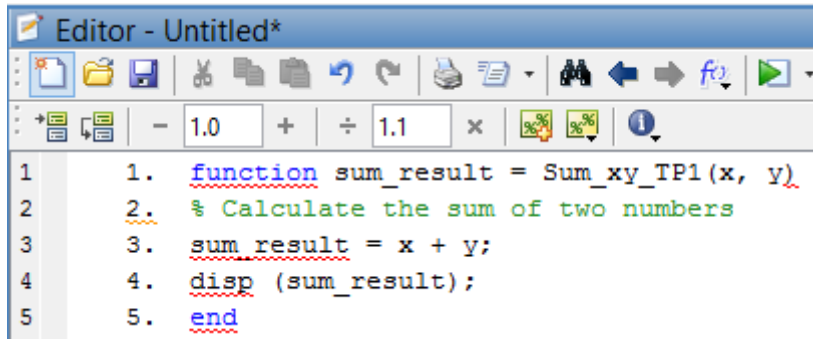 Editor - Untitled*
- 1.0 + ÷ 1.1 ×
1 1. function sum_result = Sum_xy_TP1(x, y)
2 2. % Calculate the sum of two numbers
3 3. sum_result = x + y;
4 4. disp (sum_result);
5 5. end